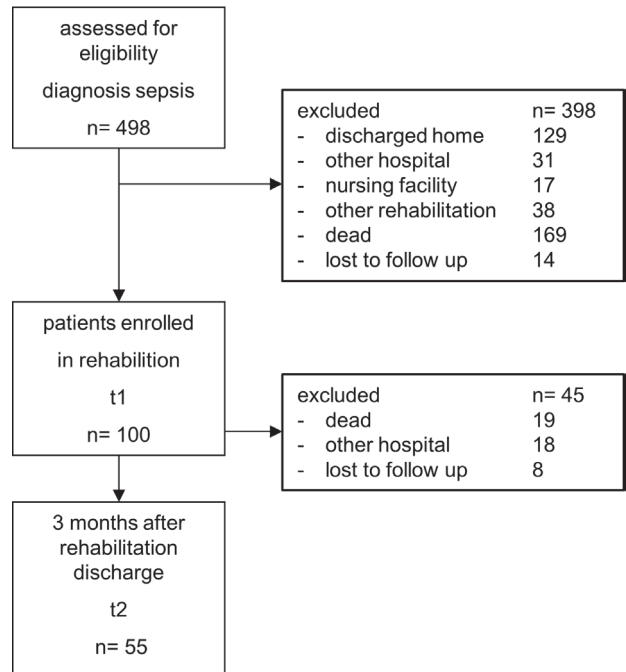 assessed for
eligibility
diagnosis sepsis
n= 498
excluded n= 398
- discharged home 129
- other hospital 31
- nursing facility 17
- other rehabilitation 38
- dead 169
- lost to follow up 14
patients enrolled
in rehabilition
t1
n= 100
excluded n= 45
- dead 19
- other hospital 18
- lost to follow up 8
3 months after
rehabilitation
discharge
t2
n= 55